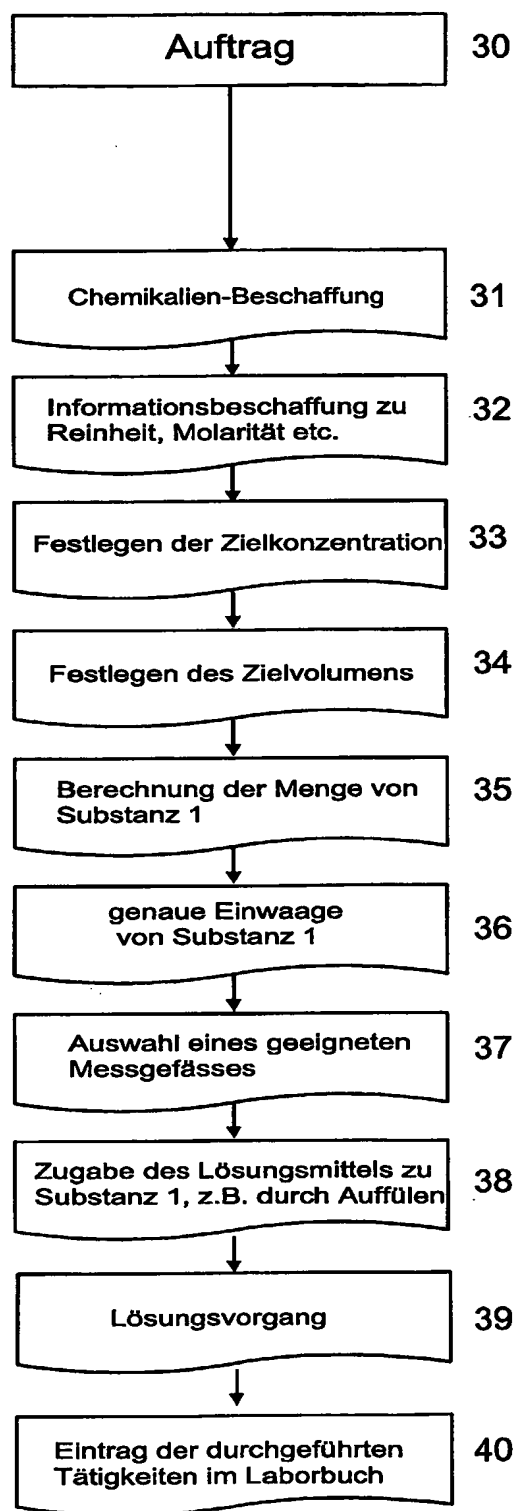 Auftrag 30
Chemikalien-Beschaffung 31
Informationsbeschaffung zu 32
Reinheit, Molarität etc.
Festlegen der Zielkonzentration 33
Festlegen des Zielvolumens 34
Berechnung der Menge von 35
Substanz 1
genaue Einwaage 36
von Substanz 1
Auswahl eines geeigneten 37
Messgefässes
Zugabe des Lösungsmittels zu 38
Substanz 1, z.B. durch Auffülen
Lösungsvorgang 39
Eintrag der durchgeführten 40
Tätigkeiten im Laborbuch